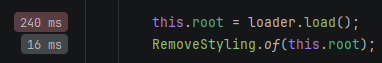 240 ms this.root = loader.load();
16 ms RemoveStyling.of(this.root);